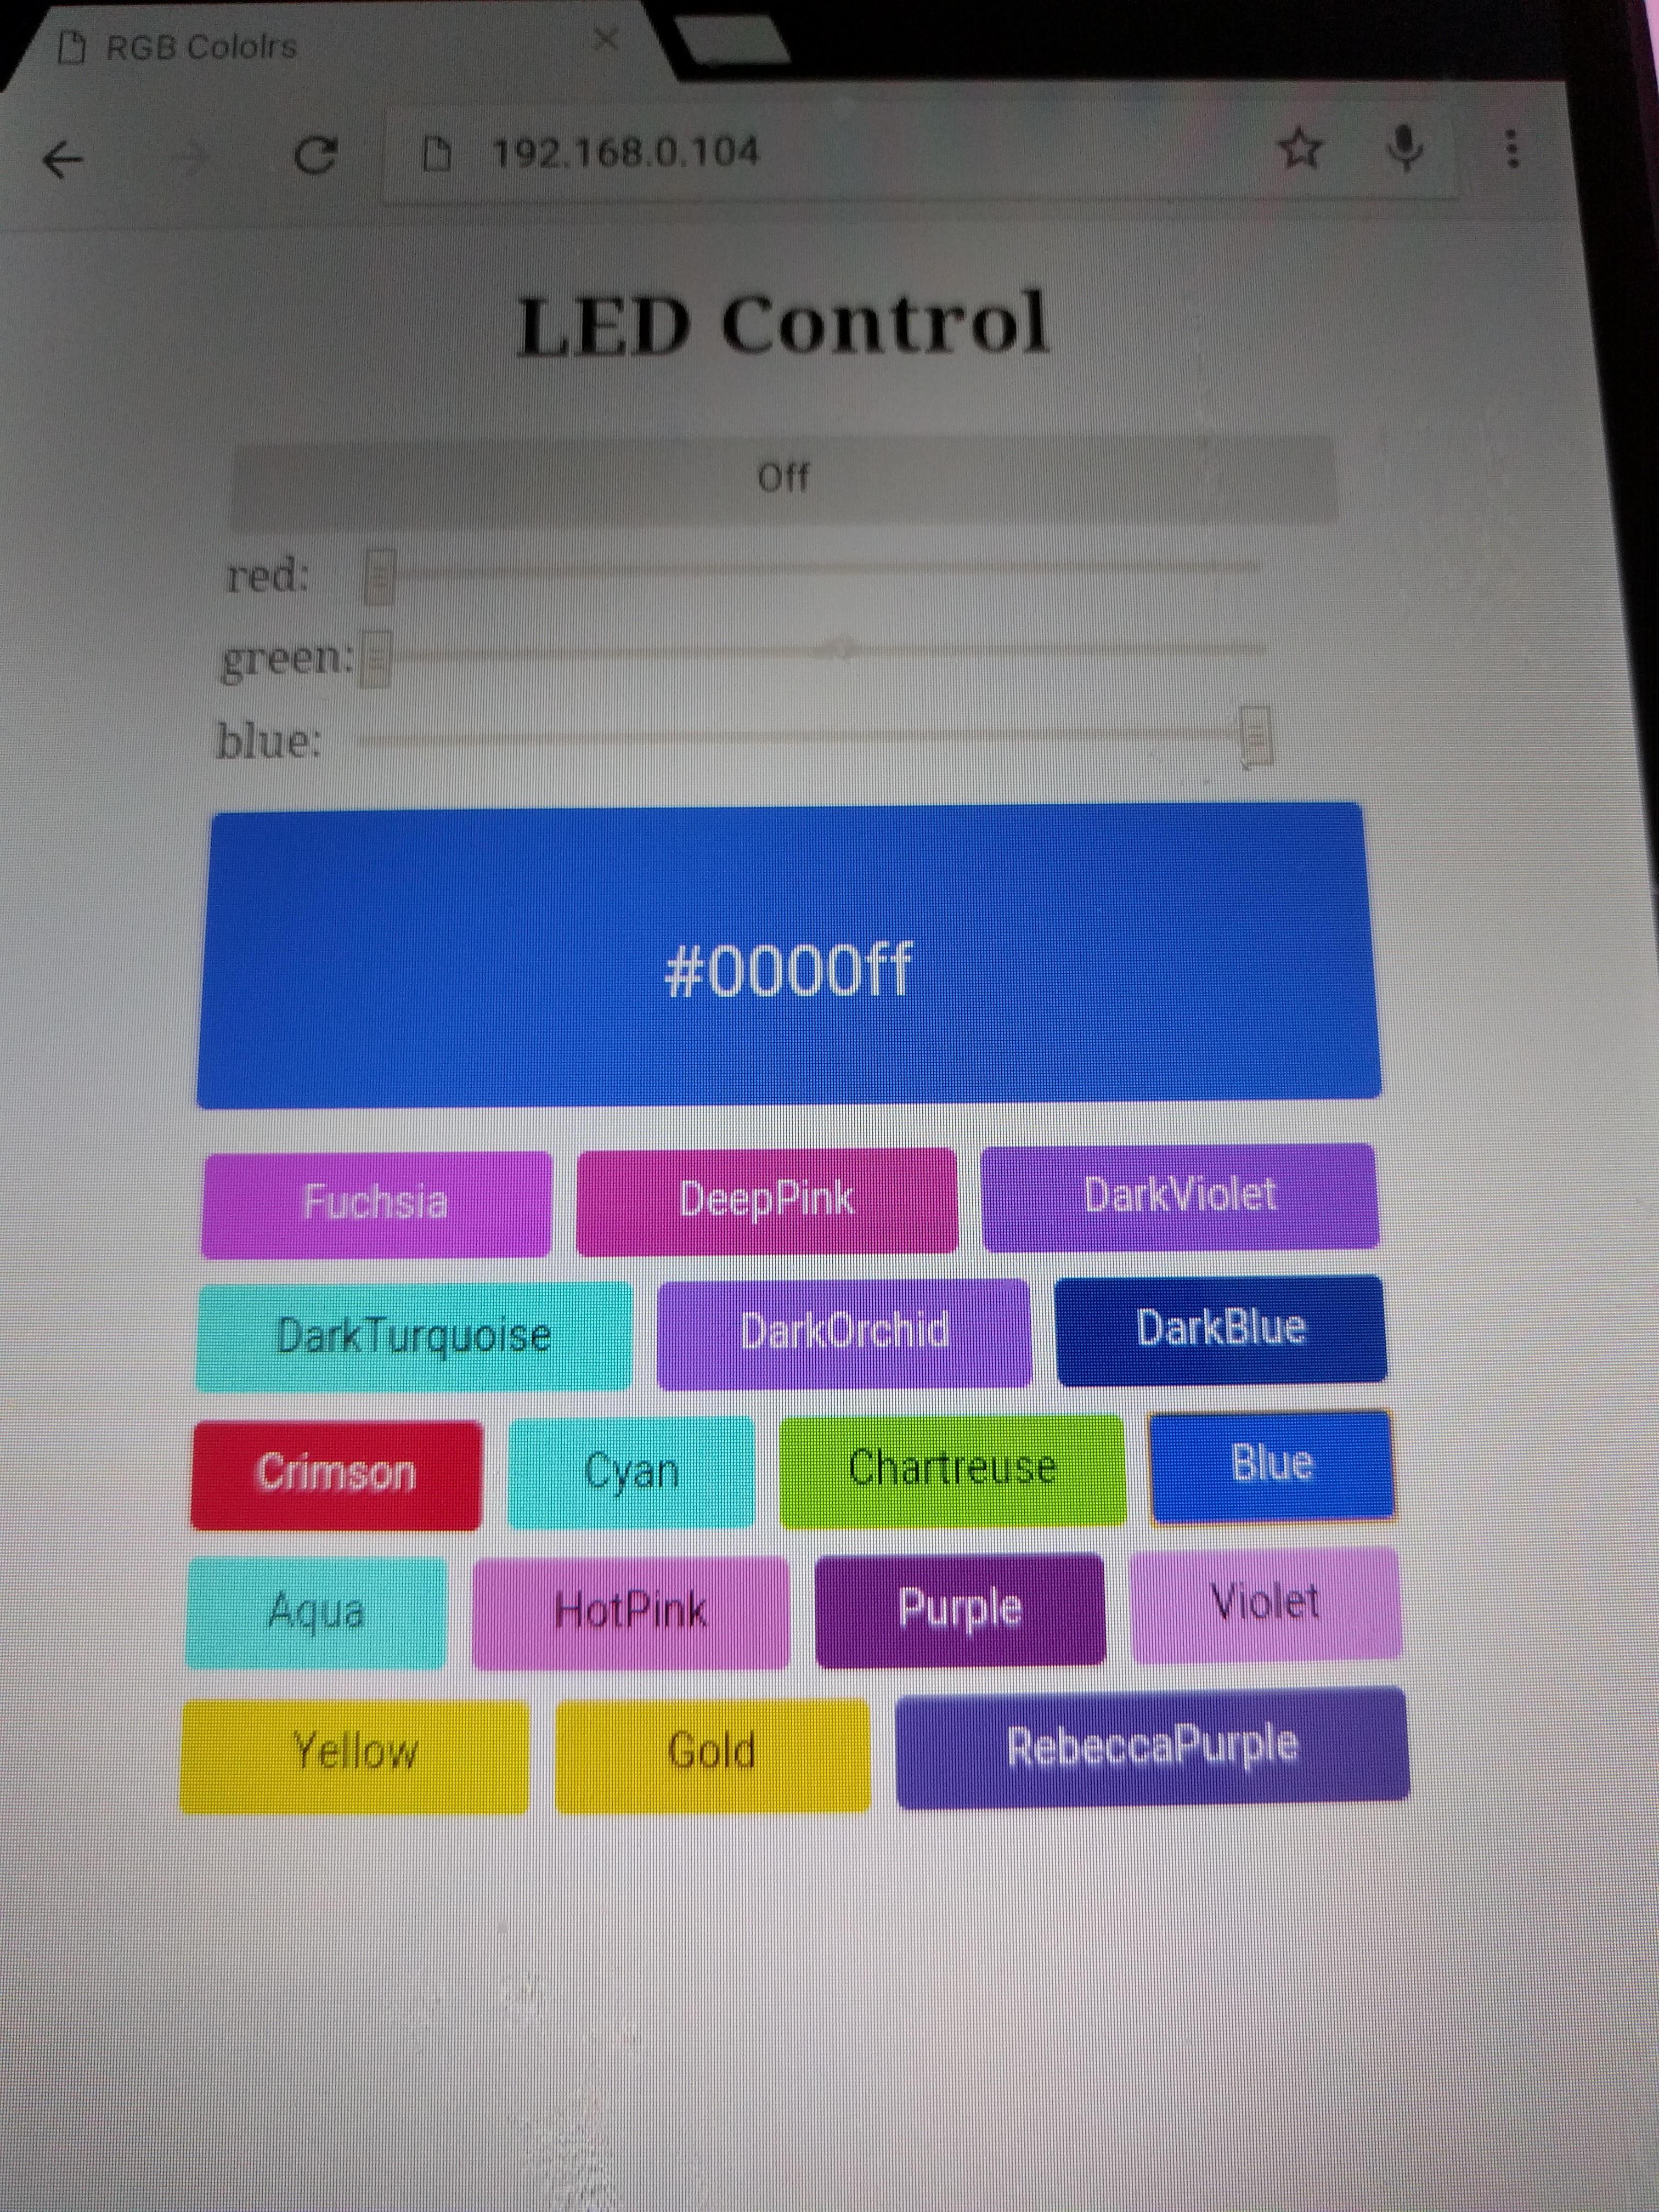 RGB Cololrs
192.168.0.104
LED Control
Off
red:
green:
blue:
#0000ff
Fuchsia DeepPink DarkViolet
DarkTurquoise DarkOrchid DarkBlue
Crimson Cyan Chartreuse Blue
Aqua HotPink Purple Violet
Yellow Gold RebeccaPurple